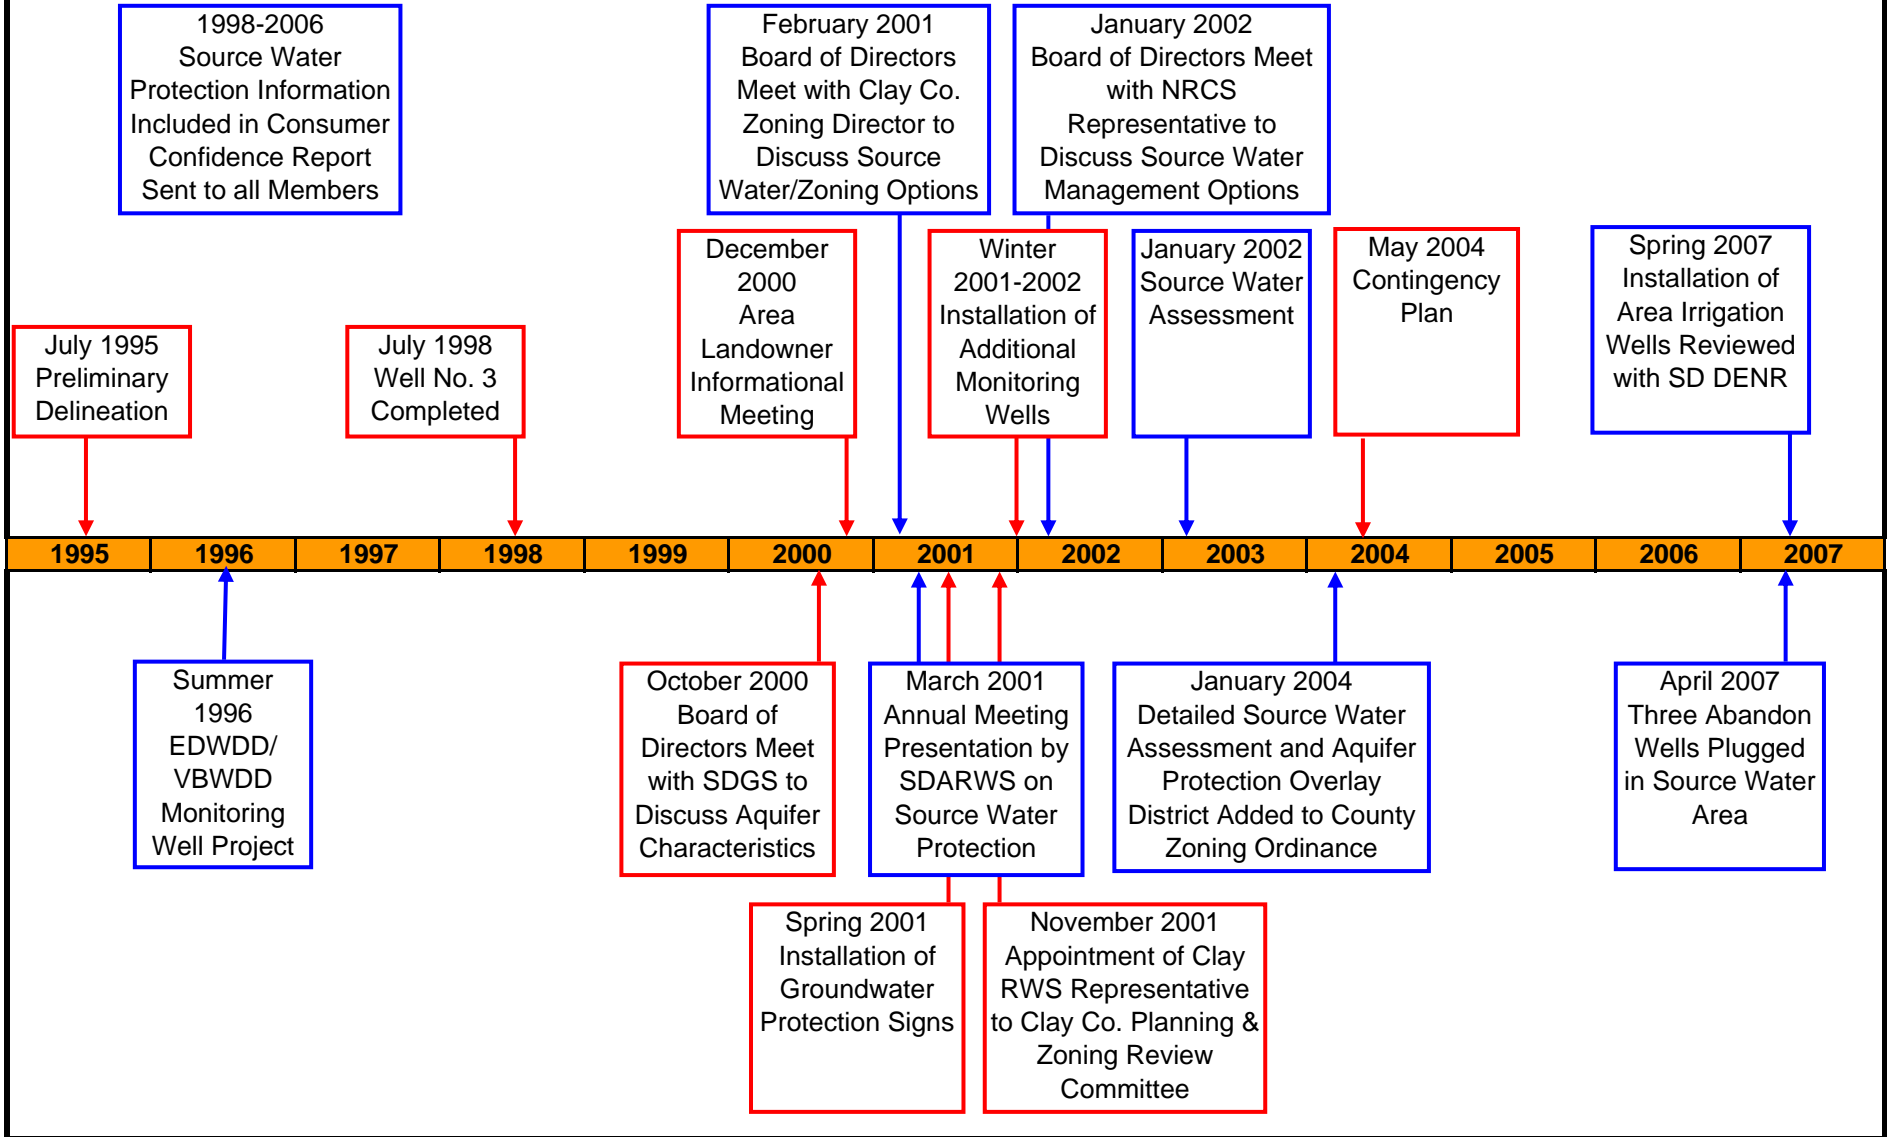 1998-2006
Source Water
Protection Information
Included in Consumer
Confidence Report
Sent to all Members
February 2001
Board of Directors
Meet with Clay Co.
Zoning Director to
Discuss Source
Water/Zoning Options
January 2002
Board of Directors Meet
with NRCS
Representative to
Discuss Source Water
Management Options
July 1995
Preliminary
Delineation
July 1998
Well No. 3
Completed
December
2000
Area
Landowner
Informational
Meeting
Winter
2001-2002
Installation of
Additional
Monitoring
Wells
January 2002
Source Water
Assessment
May 2004
Contingency
Plan
Spring 2007
Installation of
Area Irrigation
Wells Reviewed
with SD DENR
1995 1996 1997 1998 1999 2000 2001 2002 2003 2004 2005 2006 2007
Summer
1996
EDWDD/
VBWDD
Monitoring
Well Project
October 2000
Board of
Directors Meet
with SDGS to
Discuss Aquifer
Characteristics
March 2001
Annual Meeting
Presentation by
SDARWS on
Source Water
Protection
January 2004
Detailed Source Water
Assessment and Aquifer
Protection Overlay
District Added to County
Zoning Ordinance
April 2007
Three Abandon
Wells Plugged
in Source Water
Area
Spring 2001
Installation of
Groundwater
Protection Signs
November 2001
Appointment of Clay
RWS Representative
to Clay Co. Planning &
Zoning Review
Committee